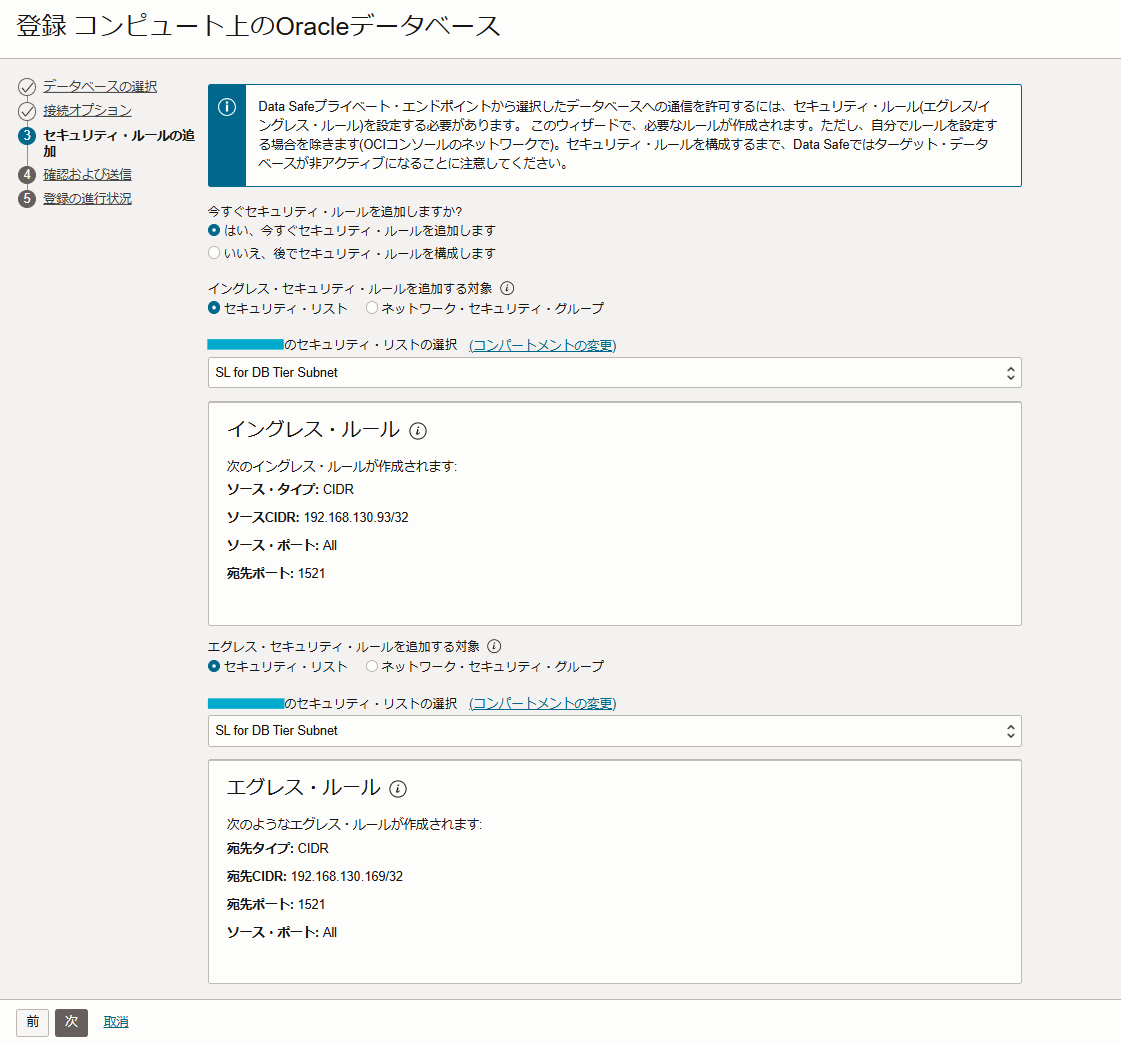 登録 コンピュート上のOracleデータベース
データベースの選択
接続オプション
3 セキュリティ・ルールの追
加
4 確認および送信
5 登録の進行状況
Data Safeプライベート・エンドポイントから選択したデータベースへの通信を許可するには、セキュリティ・ルール(エグレス/イ
ングレス・ルール)を設定する必要があります。 このウィザードで、必要なルールが作成されます。ただし、自分でルールを設定す
る場合を除きます(OCIコンソールのネットワークで)。セキュリティ・ルールを構成するまで、Data Safeではターゲット・データ
ベースが非アクティブになることに注意してください。
今すぐセキュリティ・ルールを追加しますか?
はい、今すぐセキュリティ・ルールを追加します
いいえ、後でセキュリティ・ルールを構成します
イングレス・セキュリティ・ルールを追加する対象
セキュリティ・リスト ネットワーク・セキュリティ・グループ
のセキュリティ・リストの選択 (コンパートメントの変更)
SL for DB Tier Subnet
イングレス・ルール
次のイングレス・ルールが作成されます:
ソース・タイプ: CIDR
ソースCIDR: 192.168.130.93/32
ソース・ポート: All
宛先ポート: 1521
エグレス・セキュリティ・ルールを追加する対象
セキュリティ・リスト ネットワーク・セキュリティ・グループ
のセキュリティ・リストの選択 (コンパートメントの変更)
SL for DB Tier Subnet
エグレス・ルール
次のようなエグレス・ルールが作成されます:
宛先タイプ: CIDR
宛先CIDR: 192.168.130.169/32
宛先ポート: 1521
ソース・ポート: All
前 次 取消